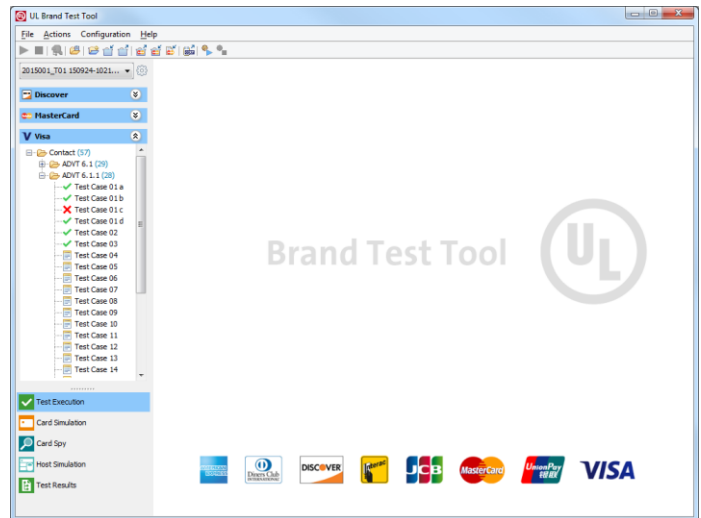 UL Brand Test Tool
File Actions Configuration Help
2015001_T01 150924-1021...
Discover
MasterCard
Visa
Contact (57)
ADVT 6.1 (29)
ADVT 6.1.1 (28)
Test Case 01 a
Test Case 01 b
Test Case 01 c
Test Case 01 d
Test Case 02
Test Case 03
Test Case 04
Test Case 05
Test Case 06
Test Case 07
Test Case 08
Test Case 09
Test Case 10
Test Case 11
Test Case 12
Test Case 13
Test Case 14
Brand Test Tool UL
Test Execution
Card Simulation
Card Spy
Host Simulation
Test Results
AMERICAN EXPRESS
Diners Club INTERNATIONAL
DISCOVER
Interac
JCB
MasterCard
UnionPay 银联
VISA